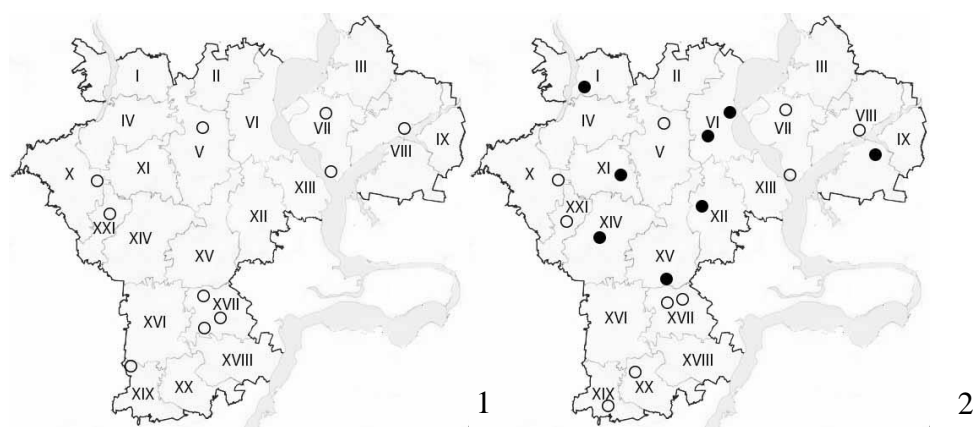 I II III
IV V VI VII VIII IX
X XI XII XIII
XXI XIV XV
XVI XVII
XVIII
XIX XX
1
I II III
IV V VI VII VIII IX
X XI XII XIII
XXI XIV XV
XVI XVII
XVIII
XIX XX
2